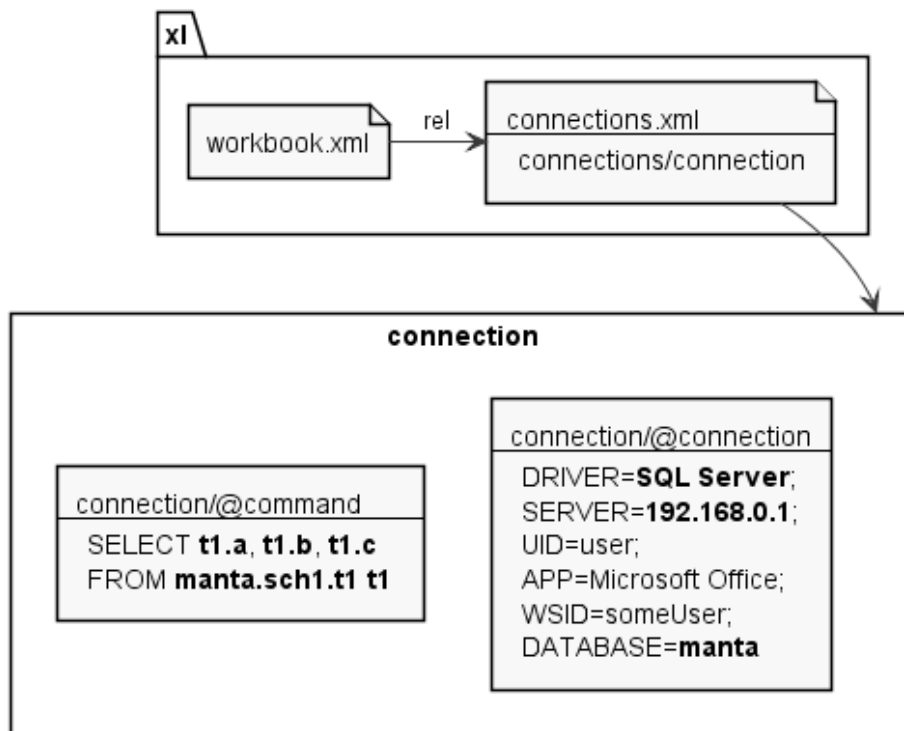 xl
workbook.xml
rel
connections.xml
connections/connection
connection
connection/@command
SELECT t1.a, t1.b, t1.c
FROM manta.sch1.t1 t1
connection/@connection
DRIVER=SQL Server;
SERVER=192.168.0.1;
UID=user;
APP=Microsoft Office;
WSID=someUser;
DATABASE=manta